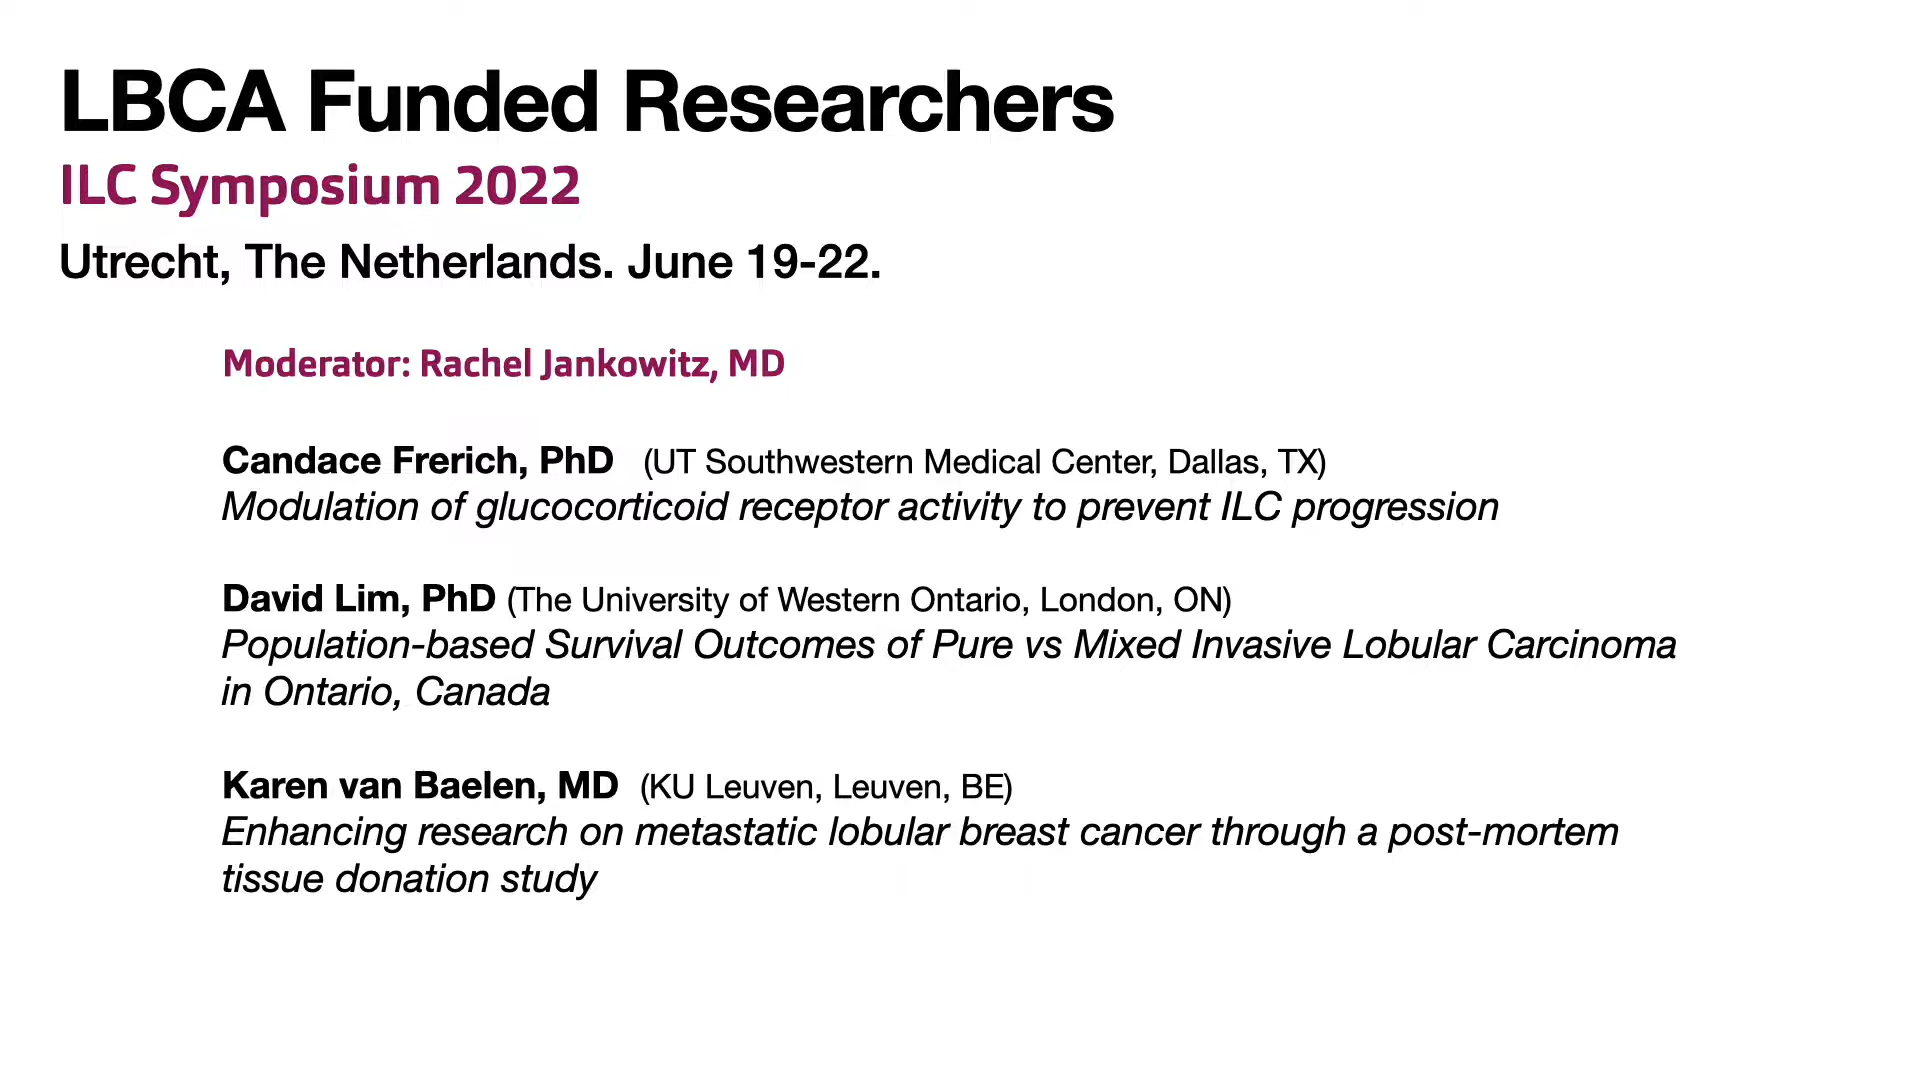 LBCA Funded Researchers
ILC Symposium 2022
Utrecht, The Netherlands. June 19-22.
Moderator: Rachel Jankowitz, MD
Candace Frerich, PhD (UT Southwestern Medical Center, Dallas, TX)
Modulation of glucocorticoid receptor activity to prevent ILC progression
David Lim, PhD (The University of Western Ontario, London, ON)
Population-based Survival Outcomes of Pure vs Mixed Invasive Lobular Carcinoma
in Ontario, Canada
Karen van Baelen, MD (KU Leuven, Leuven, BE)
Enhancing research on metastatic lobular breast cancer through a post-mortem
tissue donation study